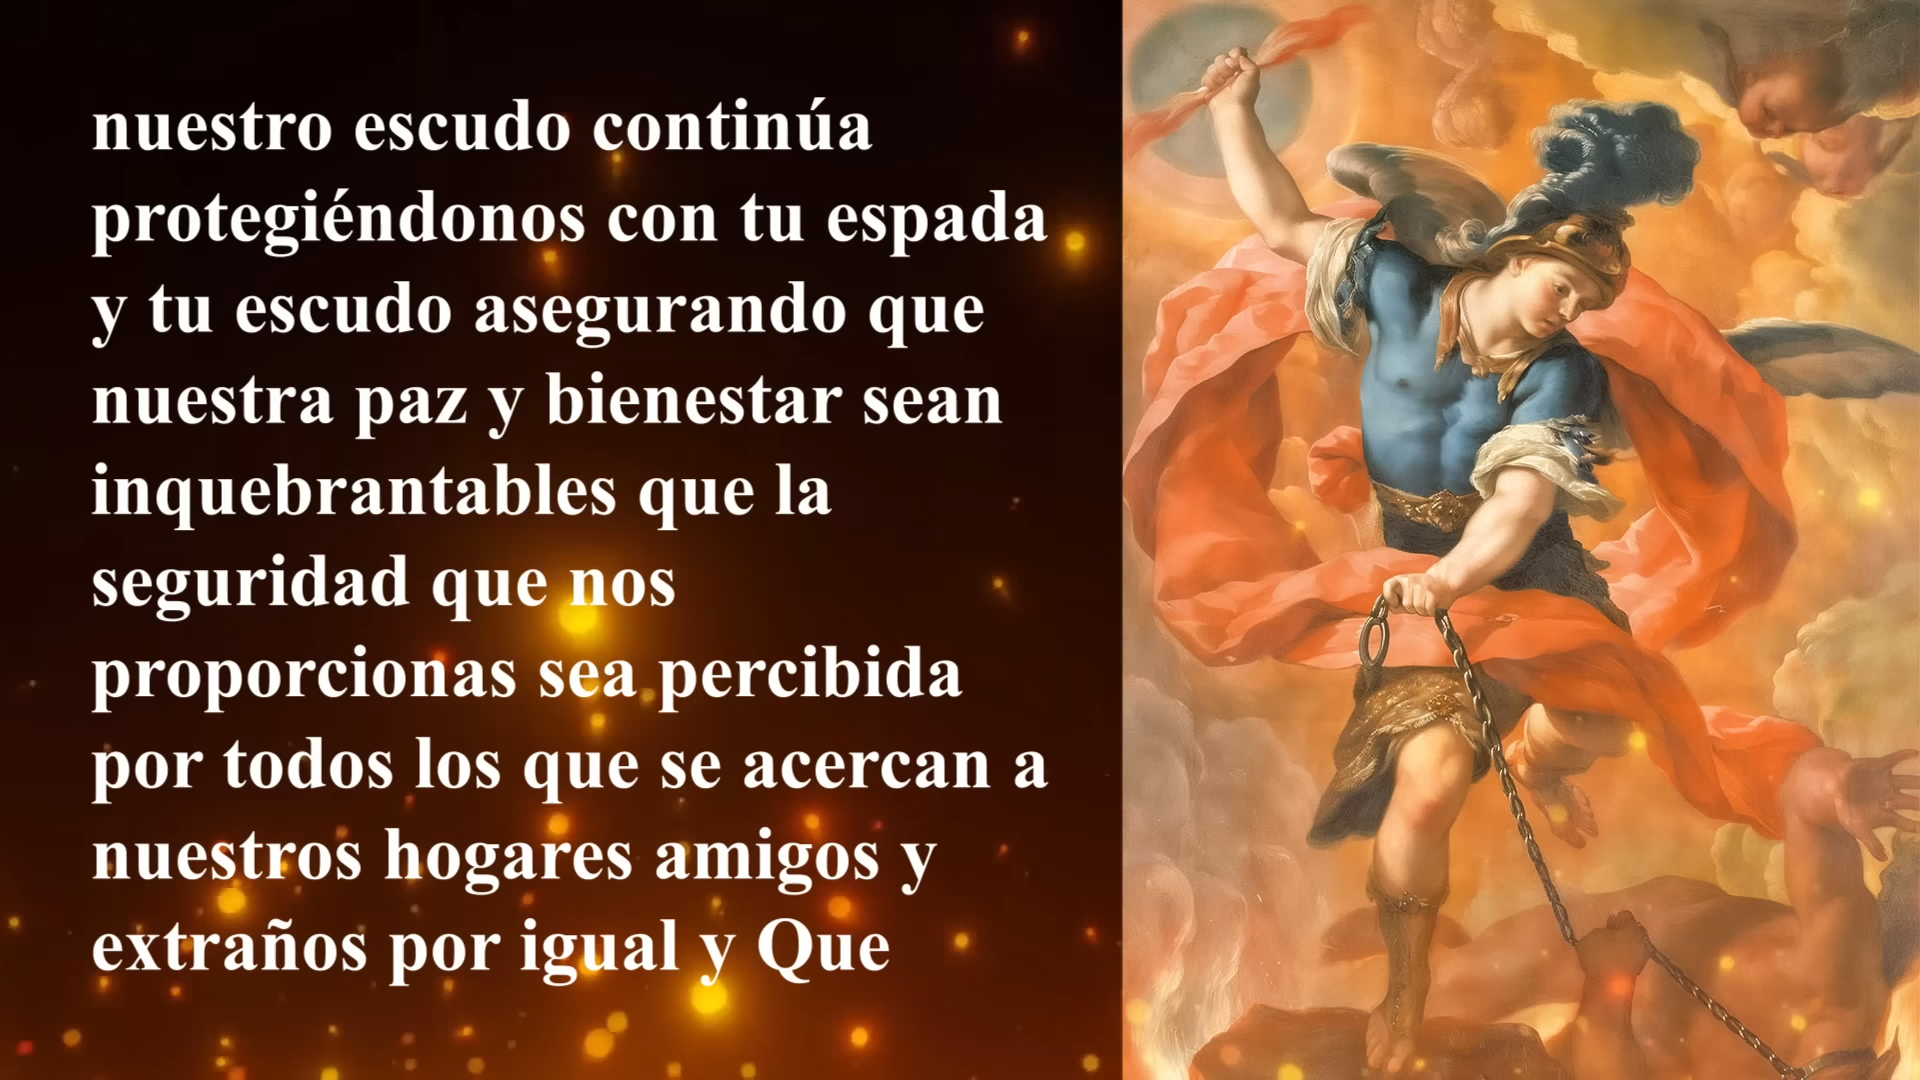 nuestro escudo continúa
protegiéndonos con tu espada
y tu escudo asegurando que
nuestra paz y bienestar sean
inquebrantables que la
seguridad que nos
proporcionas sea percibida
por todos los que se acercan a
nuestros hogares amigos y
extraños por igual y Que